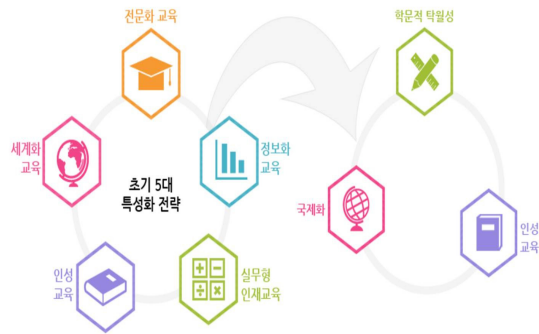 전문화 교육
학문적 탁월성
세계화
교육
정보화
교육
초기 5대
특성화 전략
국제화
인성
교육
인성
교육
실무형
인재교육